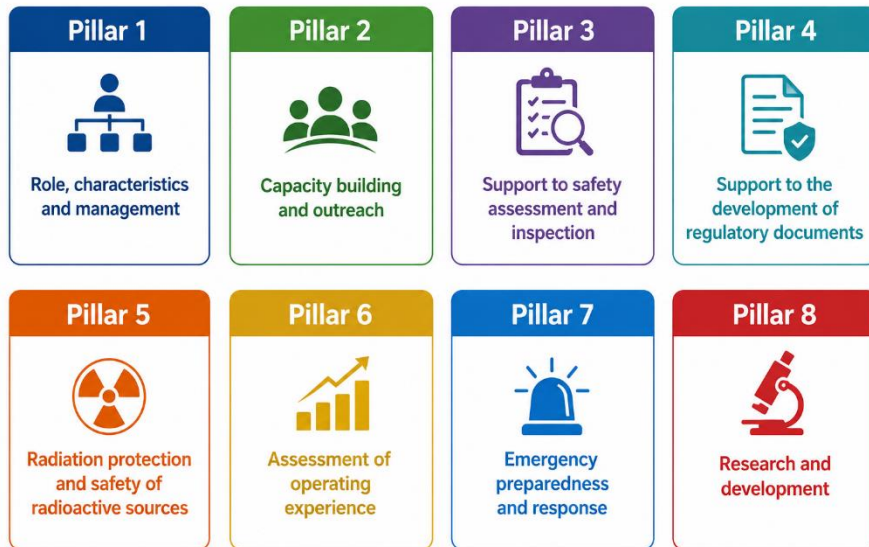 Pillar 1
Role, characteristics
and management
Pillar 2
Capacity building
and outreach
Pillar 3
Support to safety
assessment and
inspection
Pillar 4
Support to the
development of
regulatory documents
Pillar 5
Radiation protection
and safety of
radioactive sources
Pillar 6
Assessment of
operating
experience
Pillar 7
Emergency
preparedness
and response
Pillar 8
Research and
development